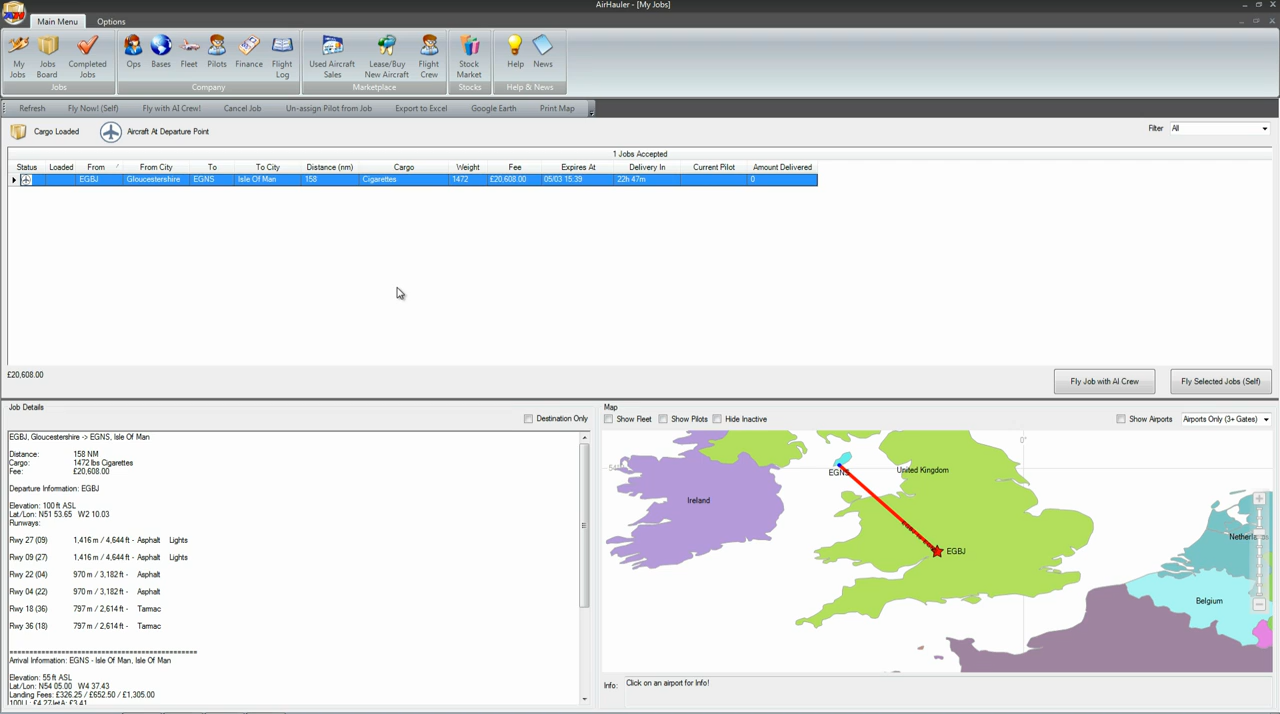 AirHauler - [My Jobs]
Main Menu Options
My Jobs
Jobs Board
Completed Jobs
Ops
Bases
Fleet
Pilots
Finance
Flight Log
Used Aircraft Sales
Lease/Buy New Aircraft
Flight Crew
Stock Market
Help
News
Jobs
Company
Marketplace
Stocks
Help & News
Refresh Fly Now! (Self) Fly with AI Crew! Cancel Job Un-assign Pilot from Job Export to Excel Google Earth Print Map
Cargo Loaded Aircraft At Departure Point Filter All
1 Jobs Accepted
Status Loaded From From City To To City Distance (nm) Cargo Weight Fee Expires At Delivery In Current Pilot Amount Delivered
EGBJ Gloucestershire EGNS Isle Of Man 158 Cigarettes 1472 £20,608.00 05/03 15:39 22h 47m 0
£20,608.00
Fly Job with AI Crew Fly Selected Jobs (Self)
Job Details
Destination Only
EGBJ, Gloucestershire -> EGNS, Isle Of Man
Distance: 158 NM
Cargo: 1472 lbs Cigarettes
Fee: £20,608.00
Departure Information: EGBJ
Elevation: 100 ft ASL
Lat/Lon: N51 53.65 W2 10.03
Runways:
Rwy 27 (09) 1,416 m / 4,644 ft - Asphalt Lights
Rwy 09 (27) 1,416 m / 4,644 ft - Asphalt Lights
Rwy 22 (04) 970 m / 3,182 ft - Asphalt
Rwy 04 (22) 970 m / 3,182 ft - Asphalt
Rwy 18 (36) 797 m / 2,614 ft - Tarmac
Rwy 36 (18) 797 m / 2,614 ft - Tarmac
=============================================
Arrival Information: EGNS - Isle Of Man, Isle Of Man
Elevation: 55 ft ASL
Lat/Lon: N54 05.00 W4 37.43
Landing Fees: £326.25 / £652.50 / £1,305.00
100LL: £4.27 JetA: £3.41
Map
Show Fleet Show Pilots Hide Inactive Show Airports Airports Only (3+ Gates)
0°
EGNS
United Kingdom
Ireland
EGBJ
Belgium
Info: Click on an airport for Info!